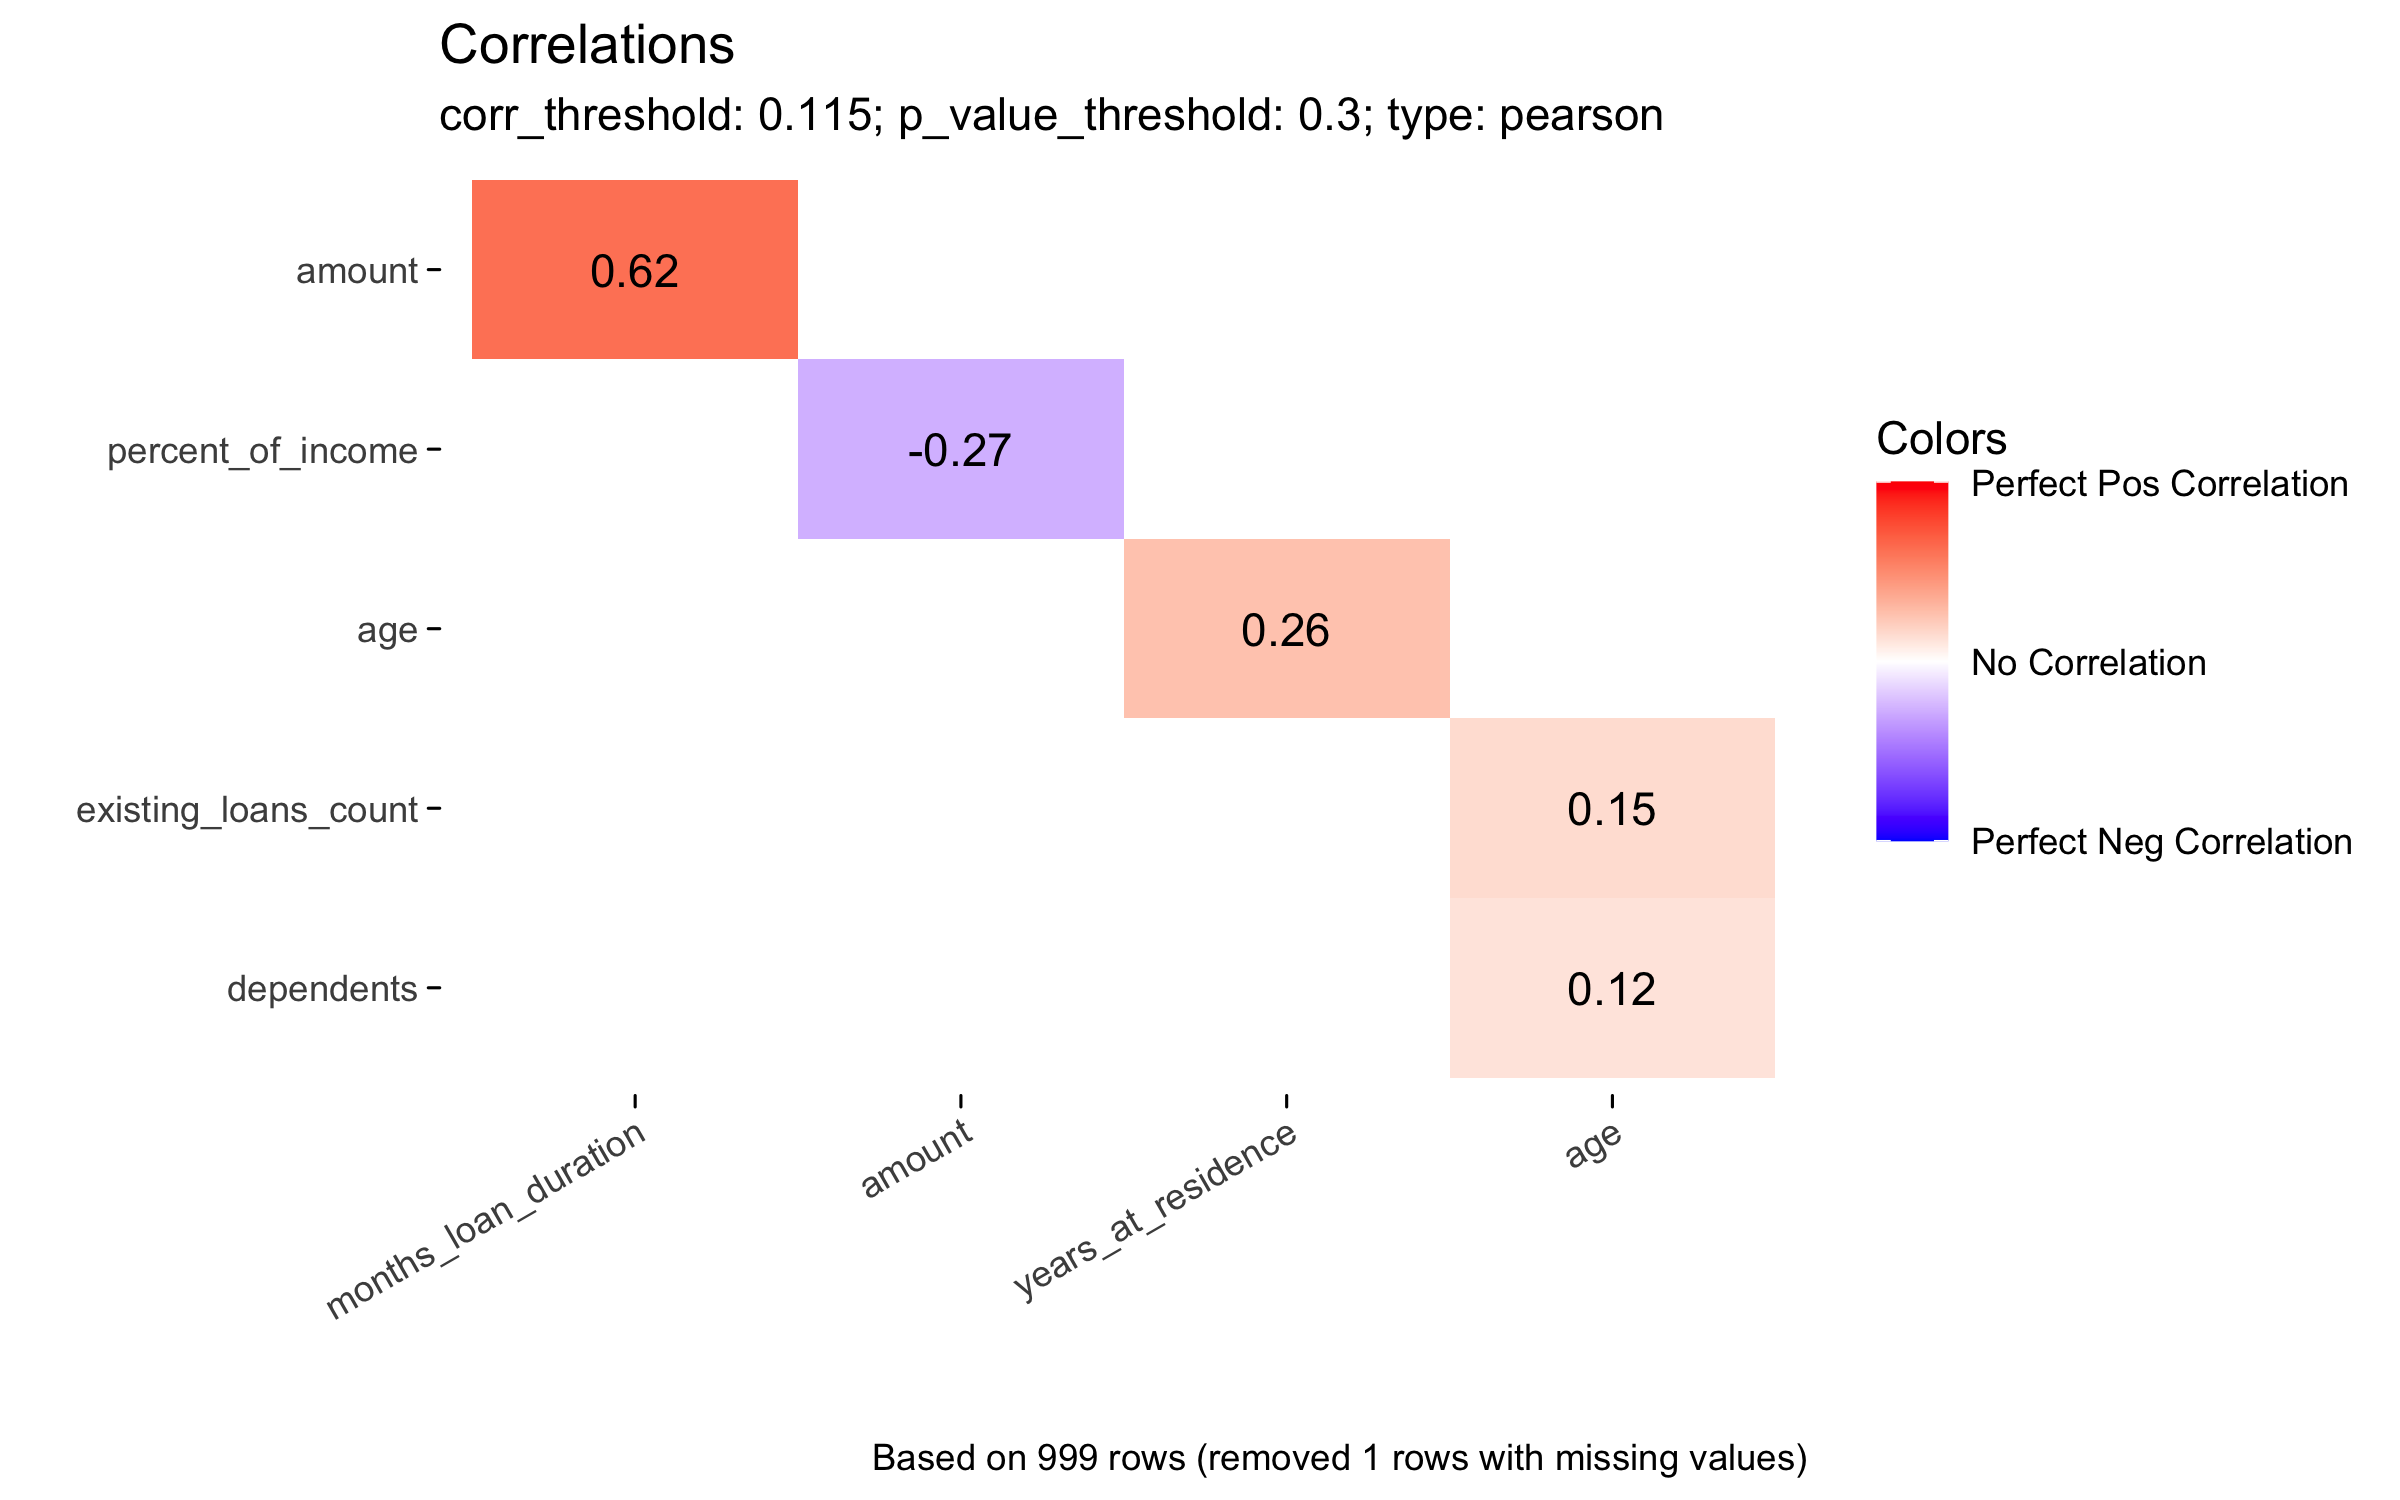 Correlations
corr_threshold: 0.115; p_value_threshold: 0.3; type: pearson
amount
0.62
percent_of_income
-0.27
age
0.26
existing_loans_count
0.15
dependents
0.12
months_loan_duration
amount
years_at_residence
age
Colors
Perfect Pos Correlation
No Correlation
Perfect Neg Correlation
Based on 999 rows (removed 1 rows with missing values)